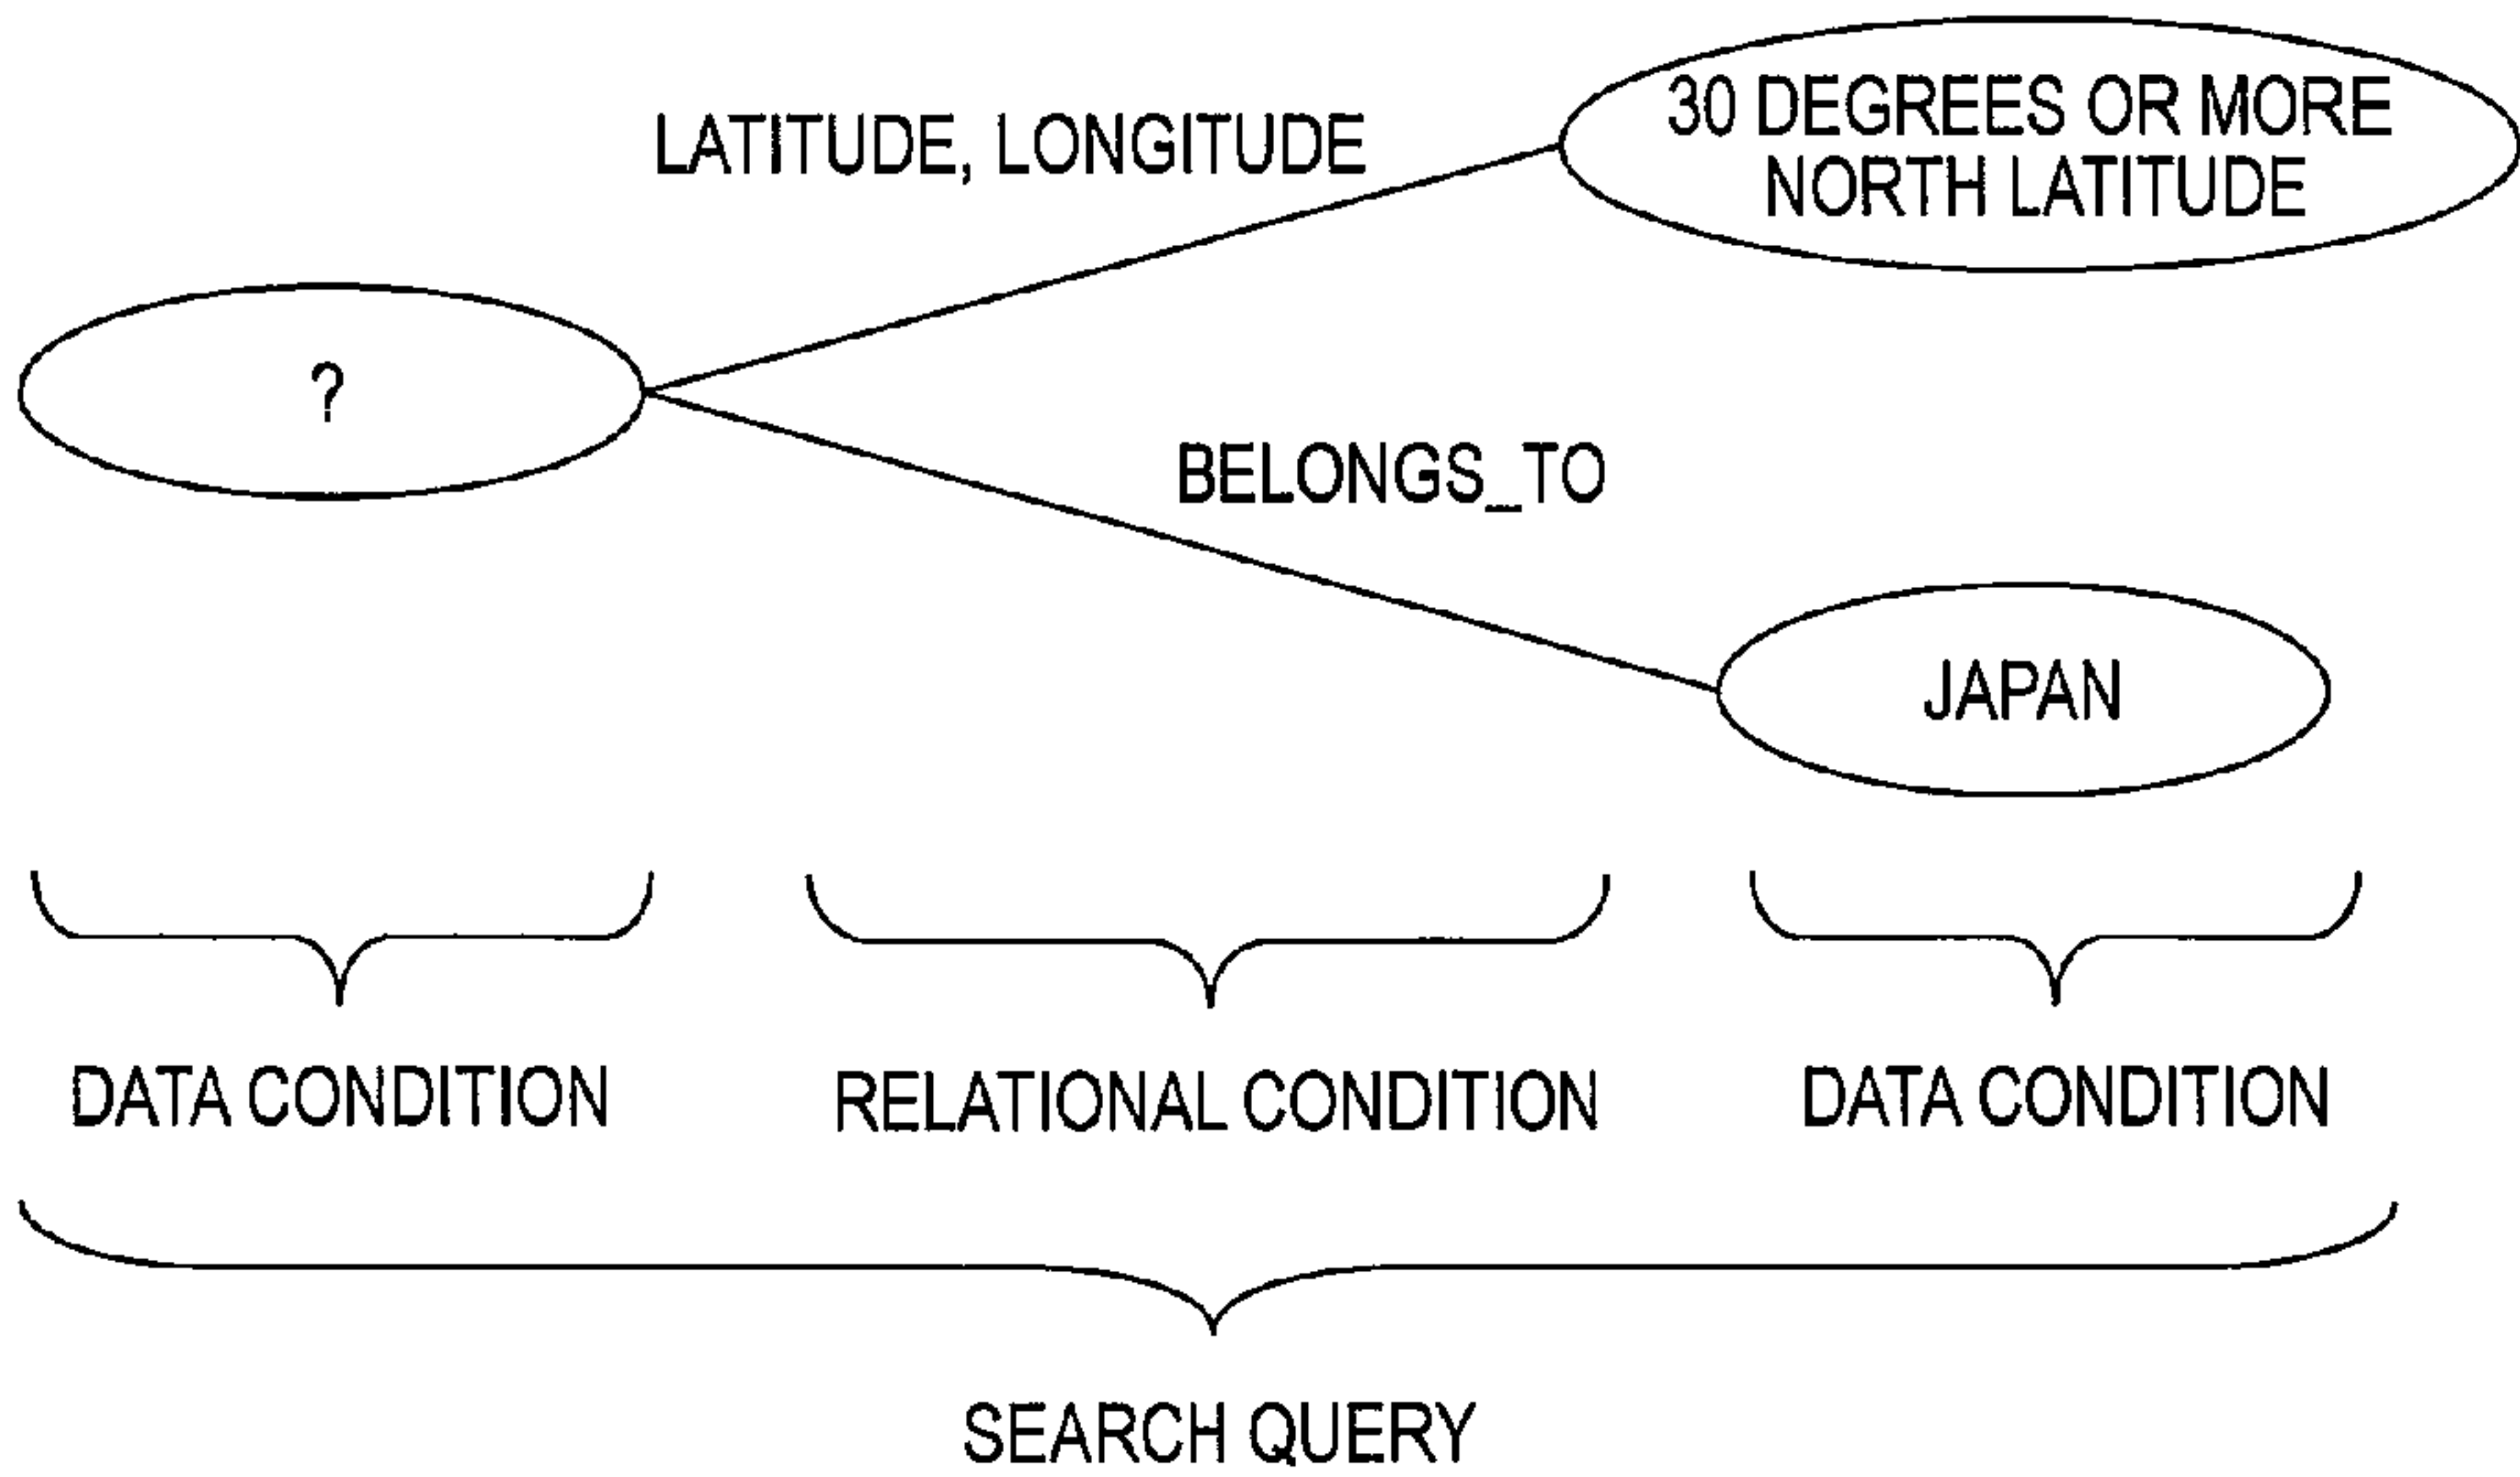 30 DEGREES OR MORE
NORTH LATITUDE
LATITUDE, LONGITUDE
?
BELONGS_TO
JAPAN
DATA CONDITION
RELATIONAL CONDITION
DATA CONDITION
SEARCH QUERY